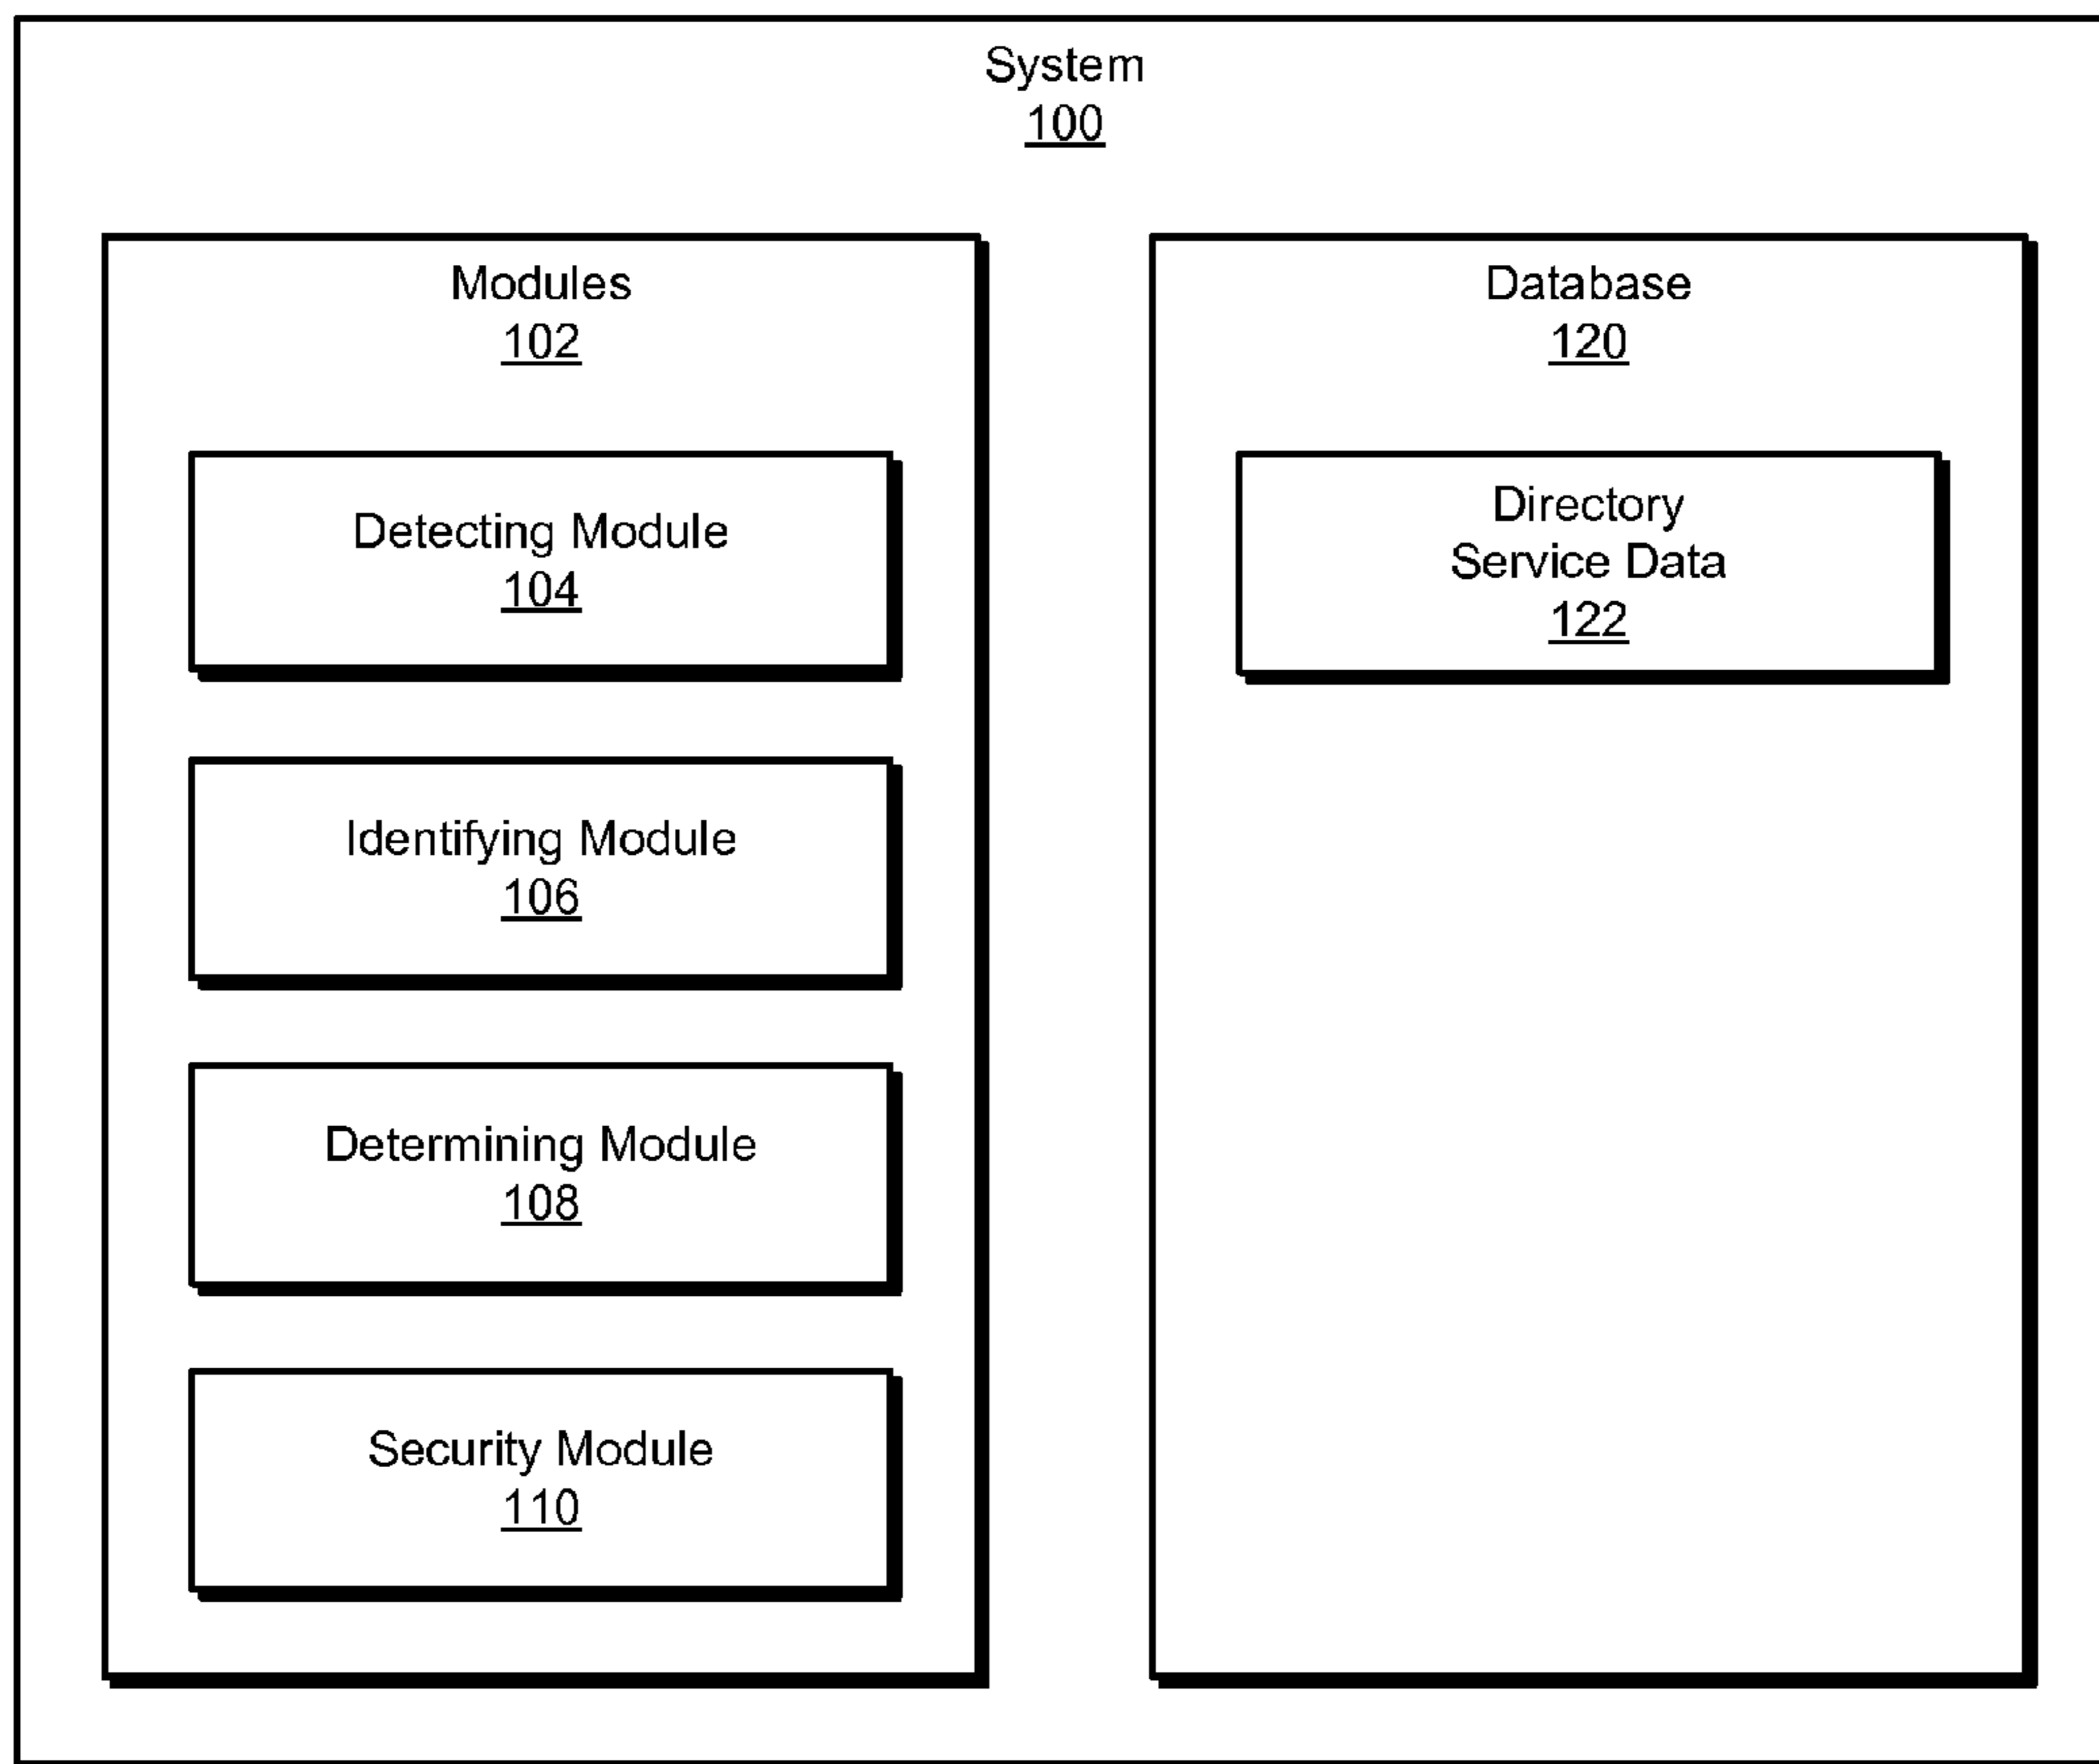 System
100
Modules
102
Detecting Module
104
Identifying Module
106
Determining Module
108
Security Module
110
Database
120
Directory
Service Data
122